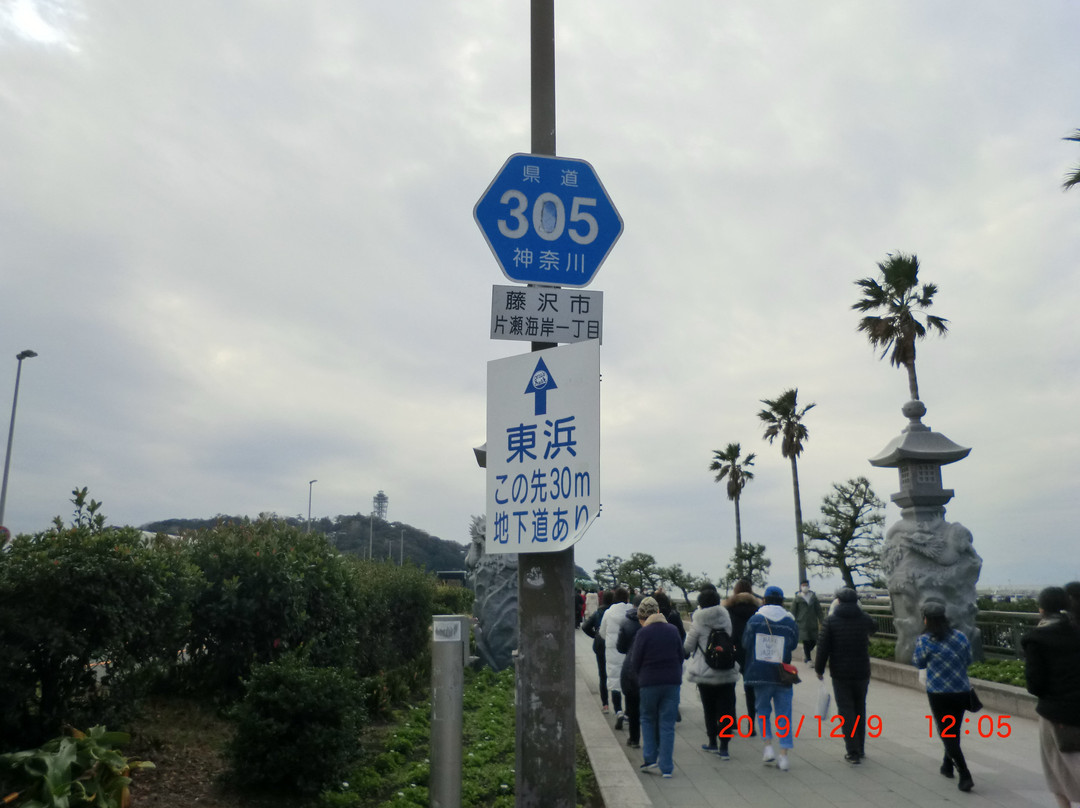 県道
305
神奈川
藤沢市
片瀬海岸一丁目
東浜
この先30m
地下道あり
2019/12/9 12:05